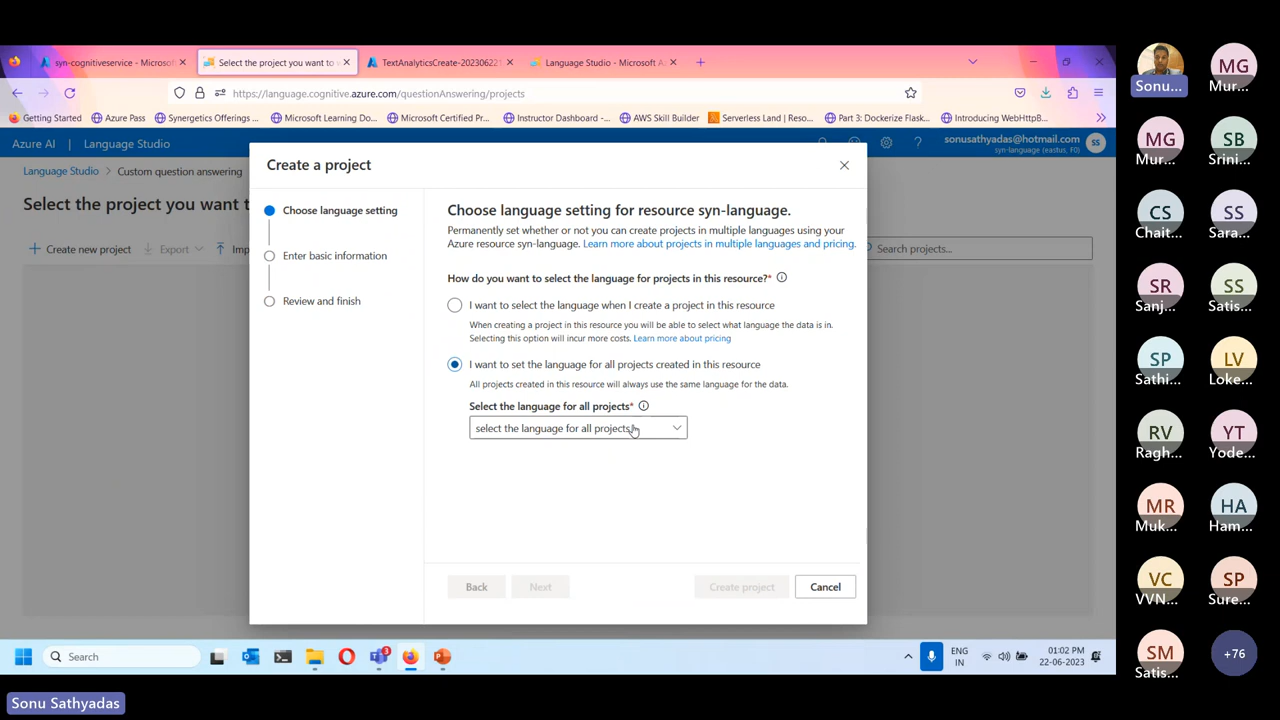 syn-cognitiveservice - Microsoft
Select the project you want to
TextAnalyticsCreate-20230622
Language Studio - Microsoft A
https://language.cognitive.azure.com/questionAnswering/projects
Getting Started
Azure Pass
Synergetics Offerings ...
Microsoft Learning Do...
Microsoft Certified Pr...
Instructor Dashboard -...
AWS Skill Builder
Serverless Land | Reso...
Part 3: Dockerize Flask...
Introducing WebHttpB...
Azure AI | Language Studio
sonusathyadas@hotmail.com
syn-language (eastus, F0)
SS
Language Studio > Custom question answering
Select the project you want t
Create new project
Export
Imp
Search projects...
Create a project
Choose language setting
Enter basic information
Review and finish
Choose language setting for resource syn-language.
Permanently set whether or not you can create projects in multiple languages using your
Azure resource syn-language. Learn more about projects in multiple languages and pricing.
How do you want to select the language for projects in this resource?*
I want to select the language when I create a project in this resource
When creating a project in this resource you will be able to select what language the data is in.
Selecting this option will incur more costs. Learn more about pricing
I want to set the language for all projects created in this resource
All projects created in this resource will always use the same language for the data.
Select the language for all projects*
select the language for all projects
Back
Next
Create project
Cancel
Search
3
ENG
IN
01:02 PM
22-06-2023
Sonu Sathyadas
Sonu...
MG
Mur...
MG
Mur...
SB
Srini...
CS
Chait...
SS
Sara...
SR
Sanj...
SS
Satis...
SP
Sathi...
LV
Loke...
RV
Ragh...
YT
Yode...
MR
Muk...
HA
Ham...
VC
VVN...
SP
Sure...
SM
Satis...
+76